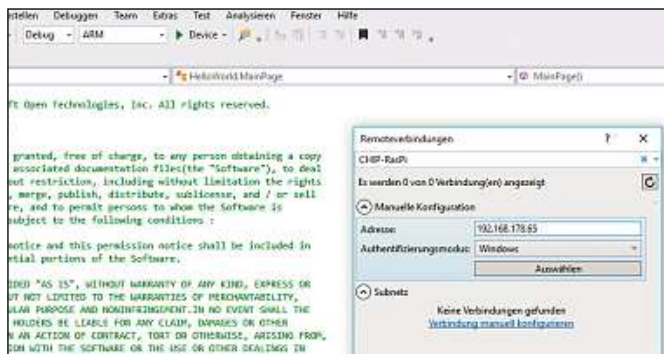 stellen Debuggen Team Extras Test Analysieren Fenster Hilfe
Debug ARM Device
HelloWorld.MainPage MainPage()
ft Open Technologies, Inc. All rights reserved.
granted, free of charge, to any person obtaining a copy
associated documentation files(the "Software"), to deal
out restriction, including without limitation the rights
, merge, publish, distribute, sublicense, and / or sell
re, and to permit persons to whom the Software is
subject to the following conditions :
notice and this permission notice shall be included in
ntial portions of the Software.
IDED "AS IS", WITHOUT WARRANTY OF ANY KIND, EXPRESS OR
UT NOT LIMITED TO THE WARRANTIES OF MERCHANTABILITY,
ULAR PURPOSE AND NONINFRINGEMENT.IN NO EVENT SHALL THE
HOLDERS BE LIABLE FOR ANY CLAIM, DAMAGES OR OTHER
N AN ACTION OF CONTRACT, TORT OR OTHERWISE, ARISING FROM,
ION WITH THE SOFTWARE OR THE USE OR OTHER DEALINGS IN
Remoteverbindungen
CHIP-RasPi
Es werden 0 von 0 Verbindung(en) angezeigt
Manuelle Konfiguration
Adresse: 192.168.178.65
Authentifizierungsmodus: Windows
Auswählen
Subnetz
Keine Verbindungen gefunden
Verbindung manuell konfigurieren